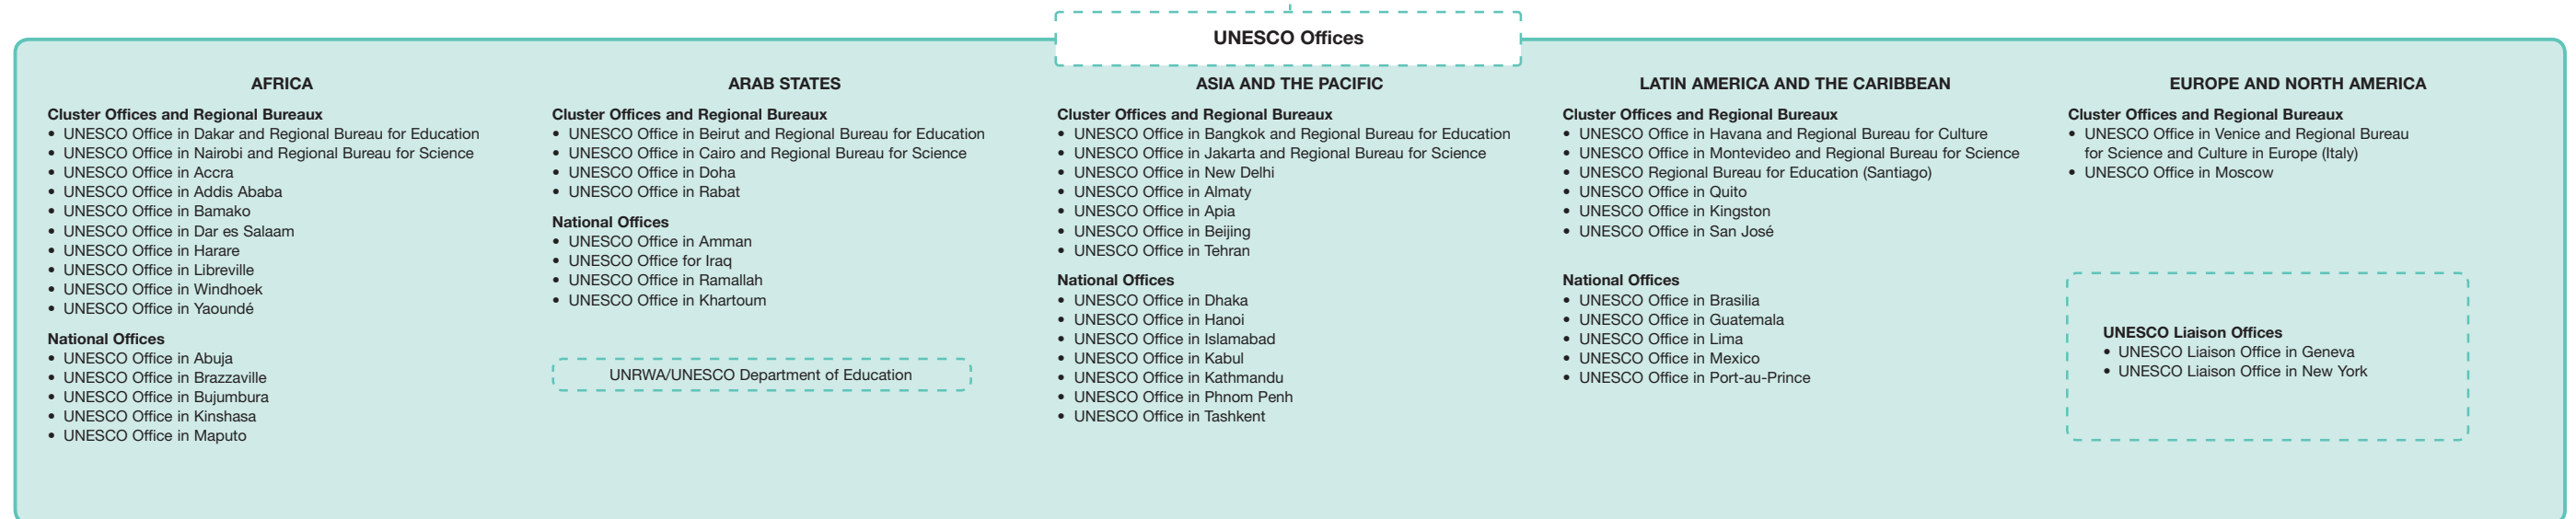 UNESCO Offices
AFRICA
Cluster Offices and Regional Bureaux
• UNESCO Office in Dakar and Regional Bureau for Education
• UNESCO Office in Nairobi and Regional Bureau for Science
• UNESCO Office in Accra
• UNESCO Office in Addis Ababa
• UNESCO Office in Bamako
• UNESCO Office in Dar es Salaam
• UNESCO Office in Harare
• UNESCO Office in Libreville
• UNESCO Office in Windhoek
• UNESCO Office in Yaoundé
National Offices
• UNESCO Office in Abuja
• UNESCO Office in Brazzaville
• UNESCO Office in Bujumbura
• UNESCO Office in Kinshasa
• UNESCO Office in Maputo
ARAB STATES
Cluster Offices and Regional Bureaux
• UNESCO Office in Beirut and Regional Bureau for Education
• UNESCO Office in Cairo and Regional Bureau for Science
• UNESCO Office in Doha
• UNESCO Office in Rabat
National Offices
• UNESCO Office in Amman
• UNESCO Office for Iraq
• UNESCO Office in Ramallah
• UNESCO Office in Khartoum
UNRWA/UNESCO Department of Education
ASIA AND THE PACIFIC
Cluster Offices and Regional Bureaux
• UNESCO Office in Bangkok and Regional Bureau for Education
• UNESCO Office in Jakarta and Regional Bureau for Science
• UNESCO Office in New Delhi
• UNESCO Office in Almaty
• UNESCO Office in Apia
• UNESCO Office in Beijing
• UNESCO Office in Tehran
National Offices
• UNESCO Office in Dhaka
• UNESCO Office in Hanoi
• UNESCO Office in Islamabad
• UNESCO Office in Kabul
• UNESCO Office in Kathmandu
• UNESCO Office in Phnom Penh
• UNESCO Office in Tashkent
LATIN AMERICA AND THE CARIBBEAN
Cluster Offices and Regional Bureaux
• UNESCO Office in Havana and Regional Bureau for Culture
• UNESCO Office in Montevideo and Regional Bureau for Science
• UNESCO Regional Bureau for Education (Santiago)
• UNESCO Office in Quito
• UNESCO Office in Kingston
• UNESCO Office in San José
National Offices
• UNESCO Office in Brasilia
• UNESCO Office in Guatemala
• UNESCO Office in Lima
• UNESCO Office in Mexico
• UNESCO Office in Port-au-Prince
EUROPE AND NORTH AMERICA
Cluster Offices and Regional Bureaux
• UNESCO Office in Venice and Regional Bureau
for Science and Culture in Europe (Italy)
• UNESCO Office in Moscow
UNESCO Liaison Offices
• UNESCO Liaison Office in Geneva
• UNESCO Liaison Office in New York